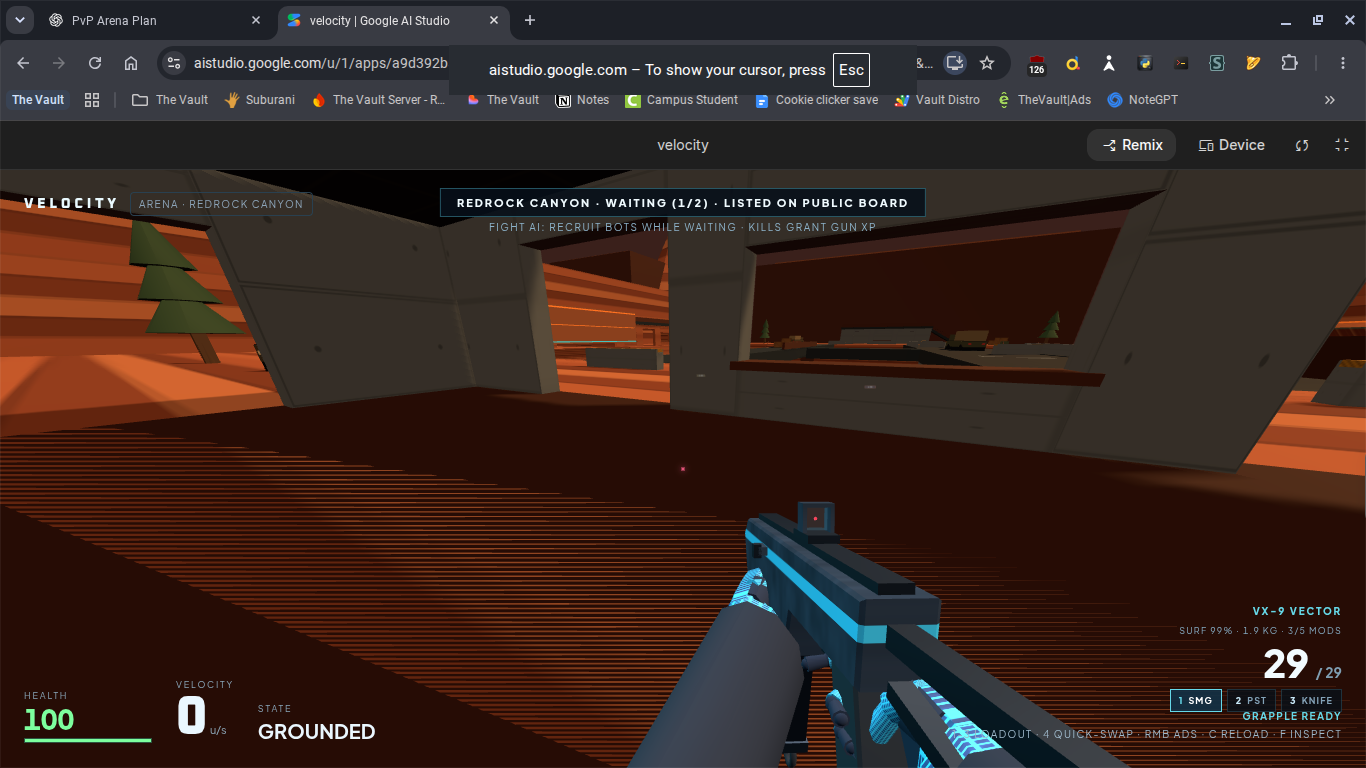 PvP Arena Plan
velocity | Google AI Studio
aistudio.google.com/u/1/apps/a9d392b
aistudio.google.com – To show your cursor, press Esc
&...
126
The Vault
The Vault
Suburani
The Vault Server - R...
The Vault
Notes
Campus Student
Cookie clicker save
Vault Distro
TheVault|Ads
NoteGPT
velocity
Remix
Device
VELOCITY
ARENA · REDROCK CANYON
REDROCK CANYON · WAITING (1/2) · LISTED ON PUBLIC BOARD
FIGHT AI: RECRUIT BOTS WHILE WAITING · KILLS GRANT GUN XP
VX-9 VECTOR
SURF 99% · 1.9 KG · 3/5 MODS
29 / 29
1 SMG 2 PST 3 KNIFE
GRAPPLE READY
OADOUT · 4 QUICK-SWAP · RMB ADS · C RELOAD · F INSPECT
HEALTH
100
VELOCITY
0 u/s
STATE
GROUNDED